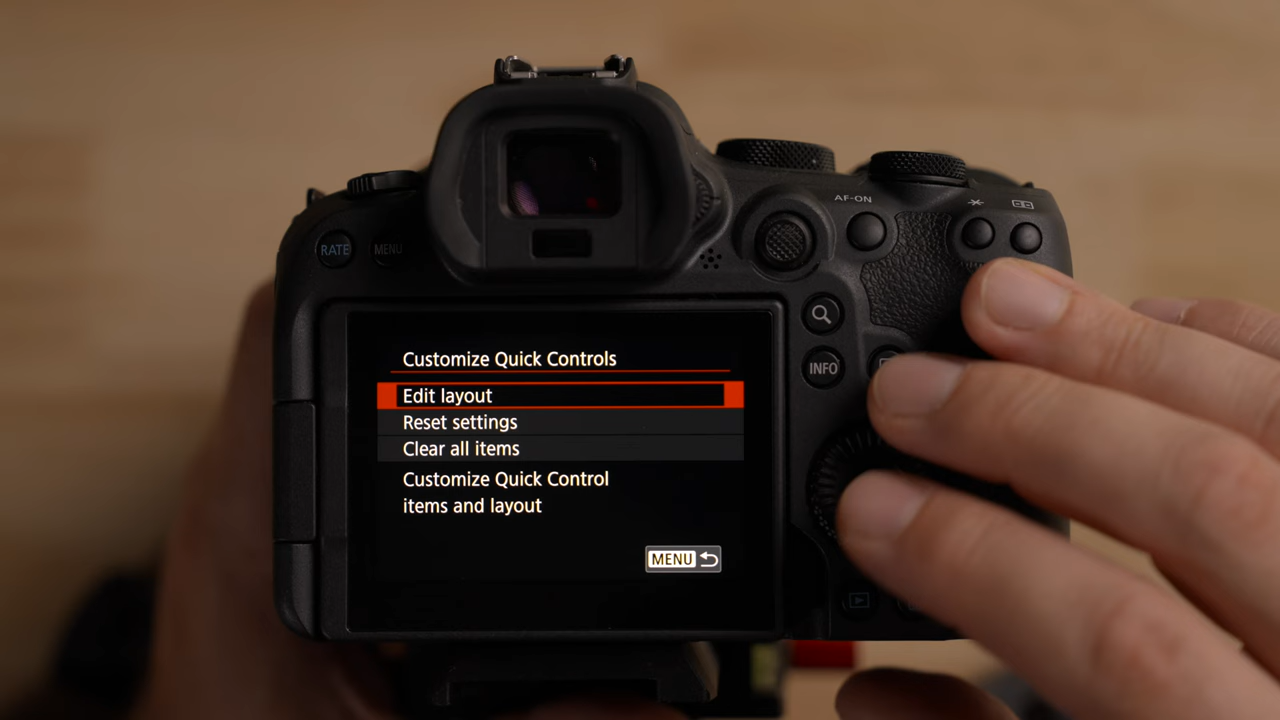 AF-ON
RATE
MENU
INFO
Customize Quick Controls
Edit layout
Reset settings
Clear all items
Customize Quick Control
items and layout
MENU